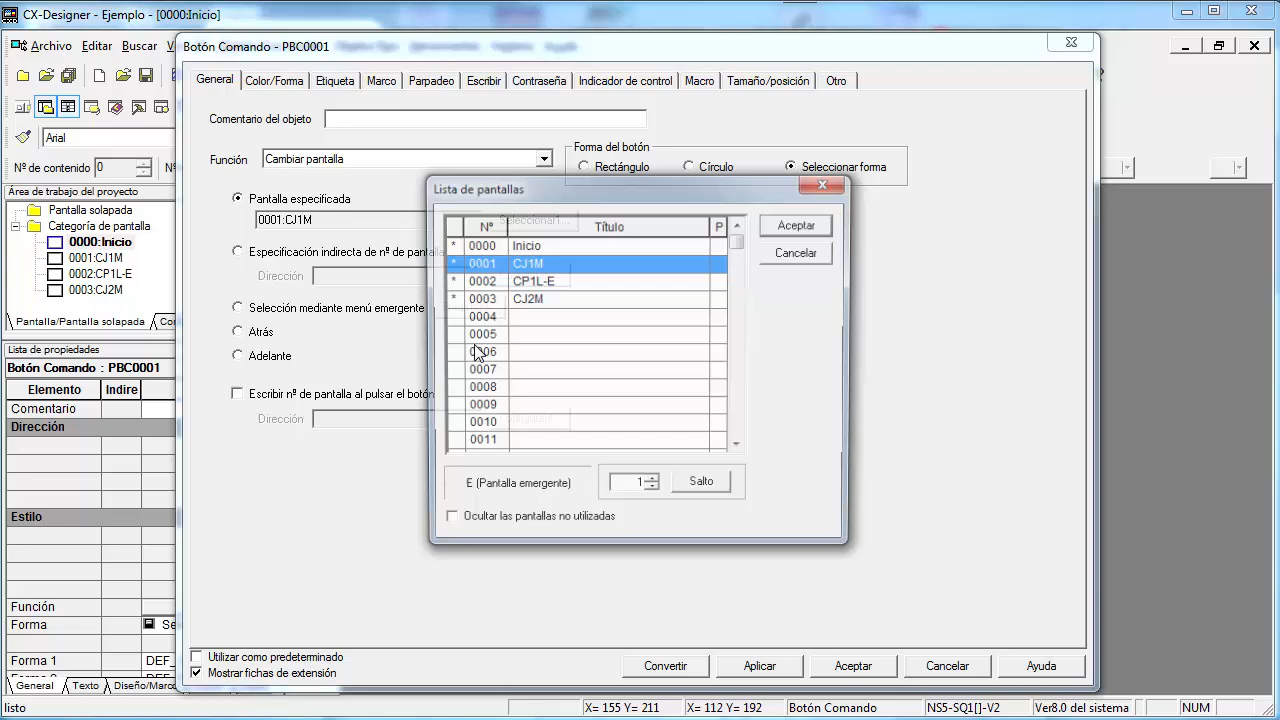 CX-Designer - Ejemplo - [0000:Inicio]
Archivo Editar Buscar
Botón Comando - PBC0001
General Color/Forma Etiqueta Marco Parpadeo Escribir Contraseña Indicador de control Macro Tamaño/posición Otro
Comentario del objeto
Arial
Función Cambiar pantalla
Forma del botón
Rectángulo Círculo Seleccionar forma
Nº de contenido 0
Área de trabajo del proyecto
Pantalla solapada
Categoría de pantalla
0000:Inicio
0001:CJ1M
0002:CP1L-E
0003:CJ2M
Pantalla/Pantalla solapada
Pantalla especificada
0001:CJ1M
Especificación indirecta de nº de pantalla
Dirección
Selección mediante menú emergente
Atrás
Adelante
Escribir nº de pantalla al pulsar el botón
Dirección
Lista de pantallas
Nº Título P
* 0000 Inicio
* 0001 CJ1M
* 0002 CP1L-E
* 0003 CJ2M
0004
0005
0006
0007
0008
0009
0010
0011
Aceptar
Cancelar
E (Pantalla emergente) 1 Salto
Ocultar las pantallas no utilizadas
Lista de propiedades
Botón Comando : PBC0001
Elemento Indire
Comentario
Dirección
Estilo
Función
Forma
Forma 1 DEF_
General Texto Diseño/Marco
Utilizar como predeterminado
Mostrar fichas de extensión
Convertir Aplicar Aceptar Cancelar Ayuda
listo X= 155 Y= 211 X= 112 Y= 192 Botón Comando NS5-SQ1[]-V2 Ver8.0 del sistema NUM